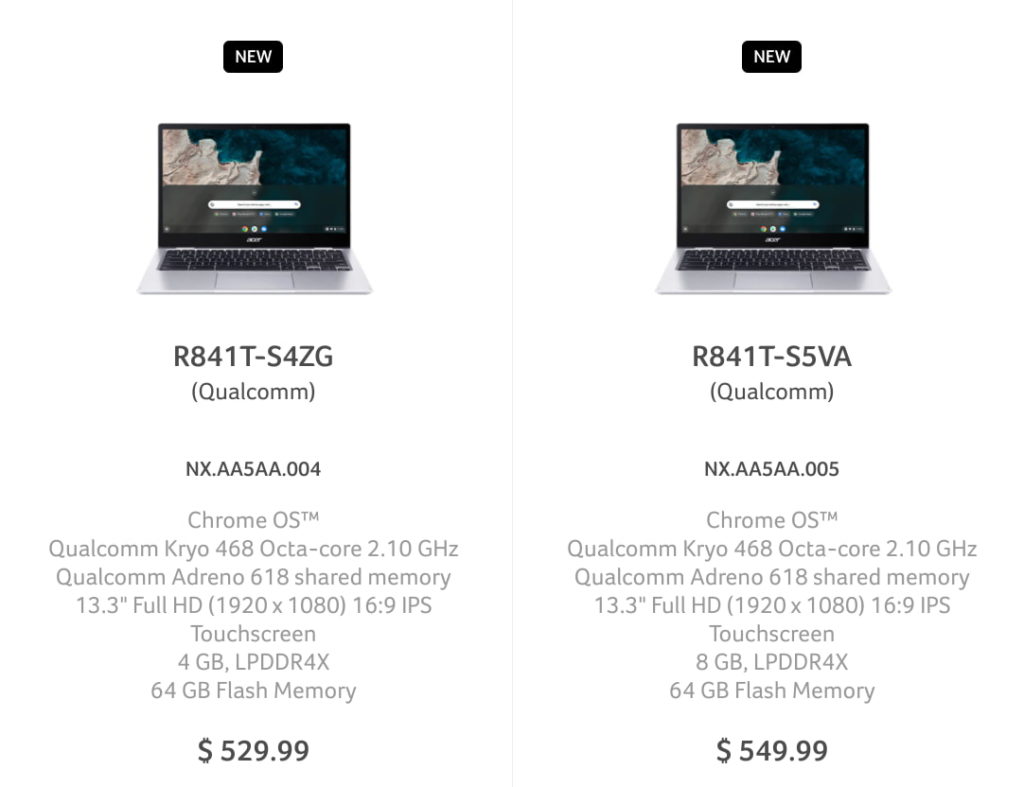 NEW
acer
R841T-S4ZG
(Qualcomm)
NX.AA5AA.004
Chrome OS™
Qualcomm Kryo 468 Octa-core 2.10 GHz
Qualcomm Adreno 618 shared memory
13.3" Full HD (1920 x 1080) 16:9 IPS
Touchscreen
4 GB, LPDDR4X
64 GB Flash Memory
$ 529.99
NEW
acer
R841T-S5VA
(Qualcomm)
NX.AA5AA.005
Chrome OS™
Qualcomm Kryo 468 Octa-core 2.10 GHz
Qualcomm Adreno 618 shared memory
13.3" Full HD (1920 x 1080) 16:9 IPS
Touchscreen
8 GB, LPDDR4X
64 GB Flash Memory
$ 549.99